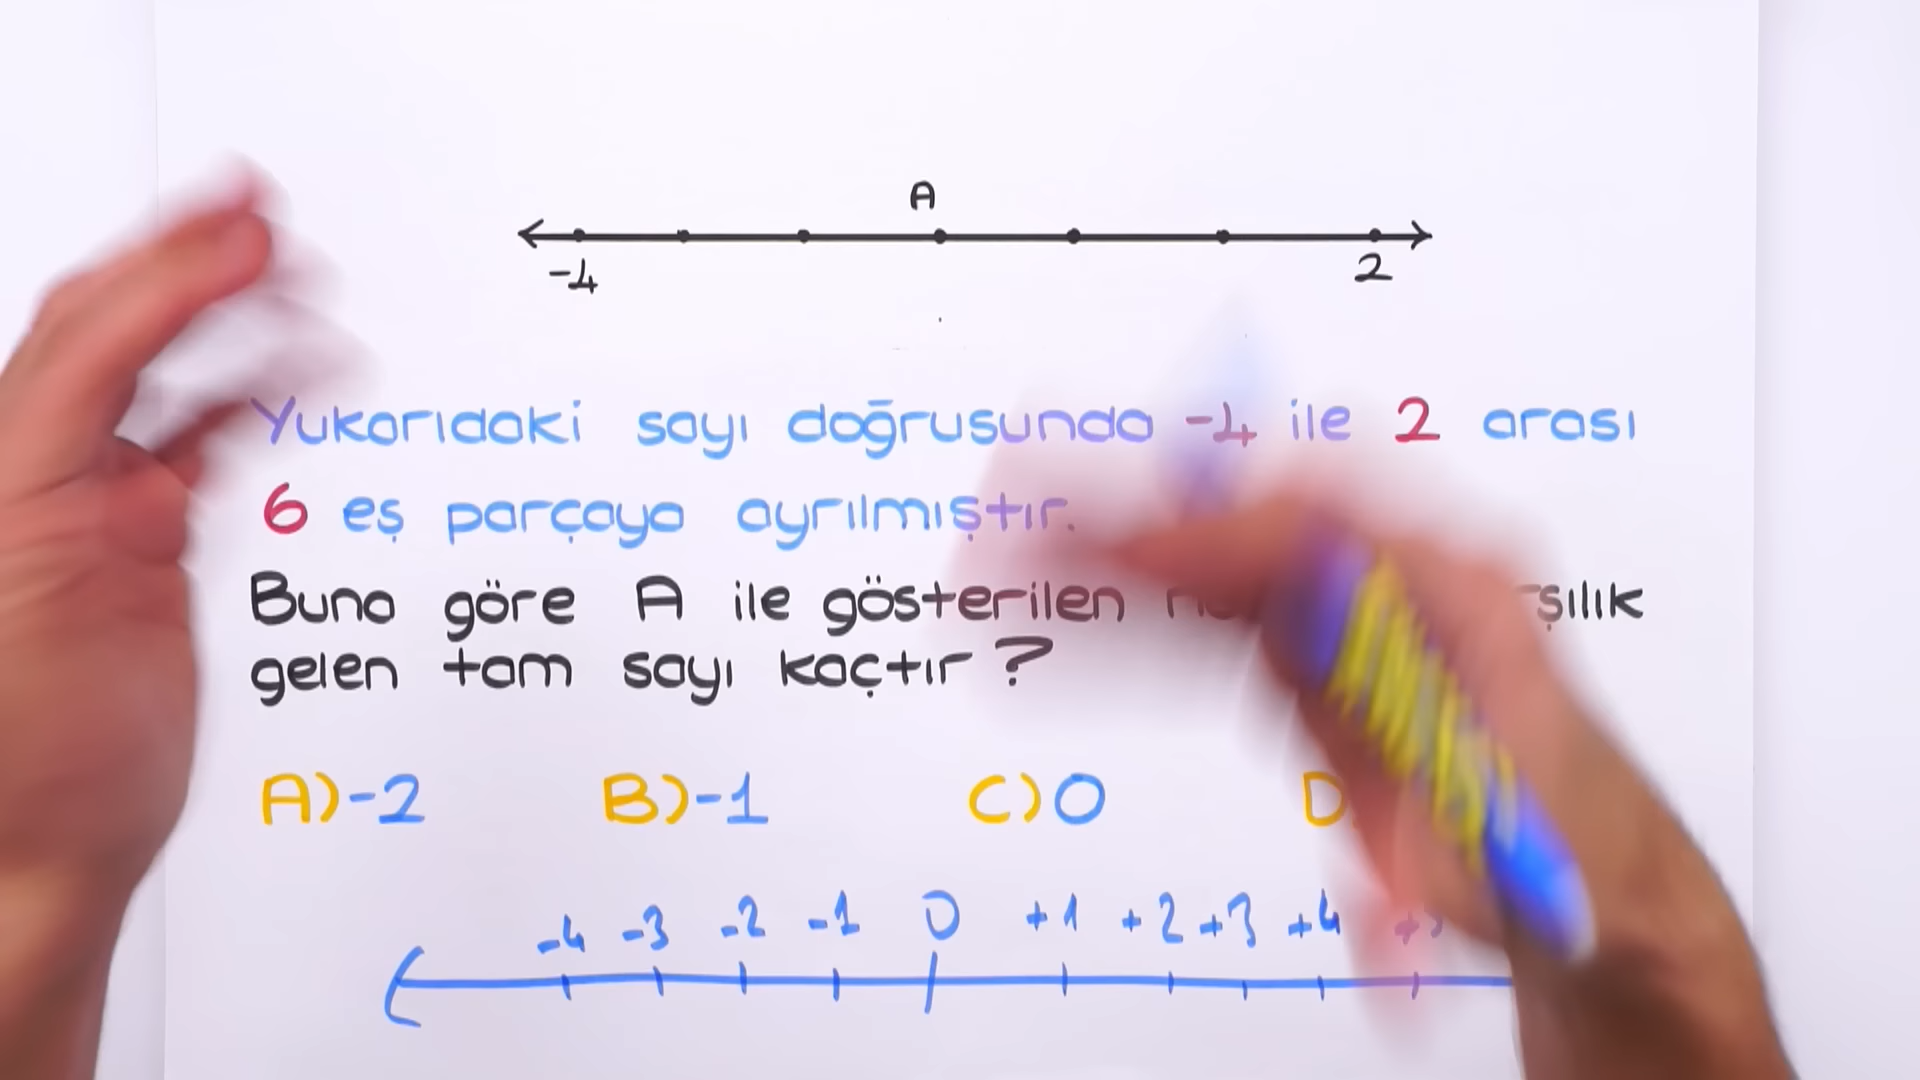 A
-4 2
Yukarıdaki sayı doğrusunda -4 ile 2 arası
6 eş parçaya ayrılmıştır.
Buna göre A ile gösterilen
gelen tam sayı kaçtır?
A)-2 B)-1 C)0 D
-4 -3 -2 -1 0 +1 +2 +3 +4